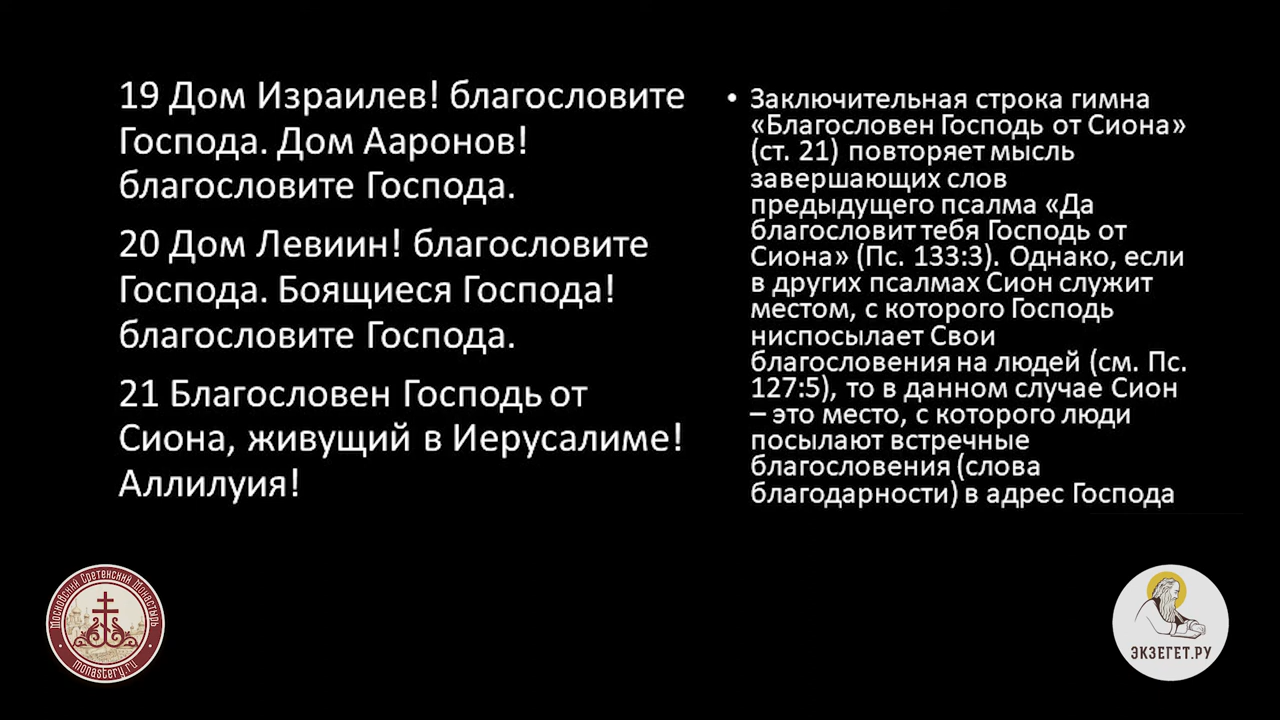 19 Дом Израилев! благословите
Господа. Дом Ааронов!
благословите Господа.
20 Дом Левиин! благословите
Господа. Боящиеся Господа!
благословите Господа.
21 Благословен Господь от
Сиона, живущий в Иерусалиме!
Аллилуия!
• Заключительная строка гимна
«Благословен Господь от Сиона»
(ст. 21) повторяет мысль
завершающих слов
предыдущего псалма «Да
благословит тебя Господь от
Сиона» (Пс. 133:3). Однако, если
в других псалмах Сион служит
местом, с которого Господь
ниспосылает Свои
благословения на людей (см. Пс.
127:5), то в данном случае Сион
– это место, с которого люди
посылают встречные
благословения (слова
благодарности) в адрес Господа
Московский Сретенский Монастырь
monastery.ru
ЭКЗЕГЕТ.РУ